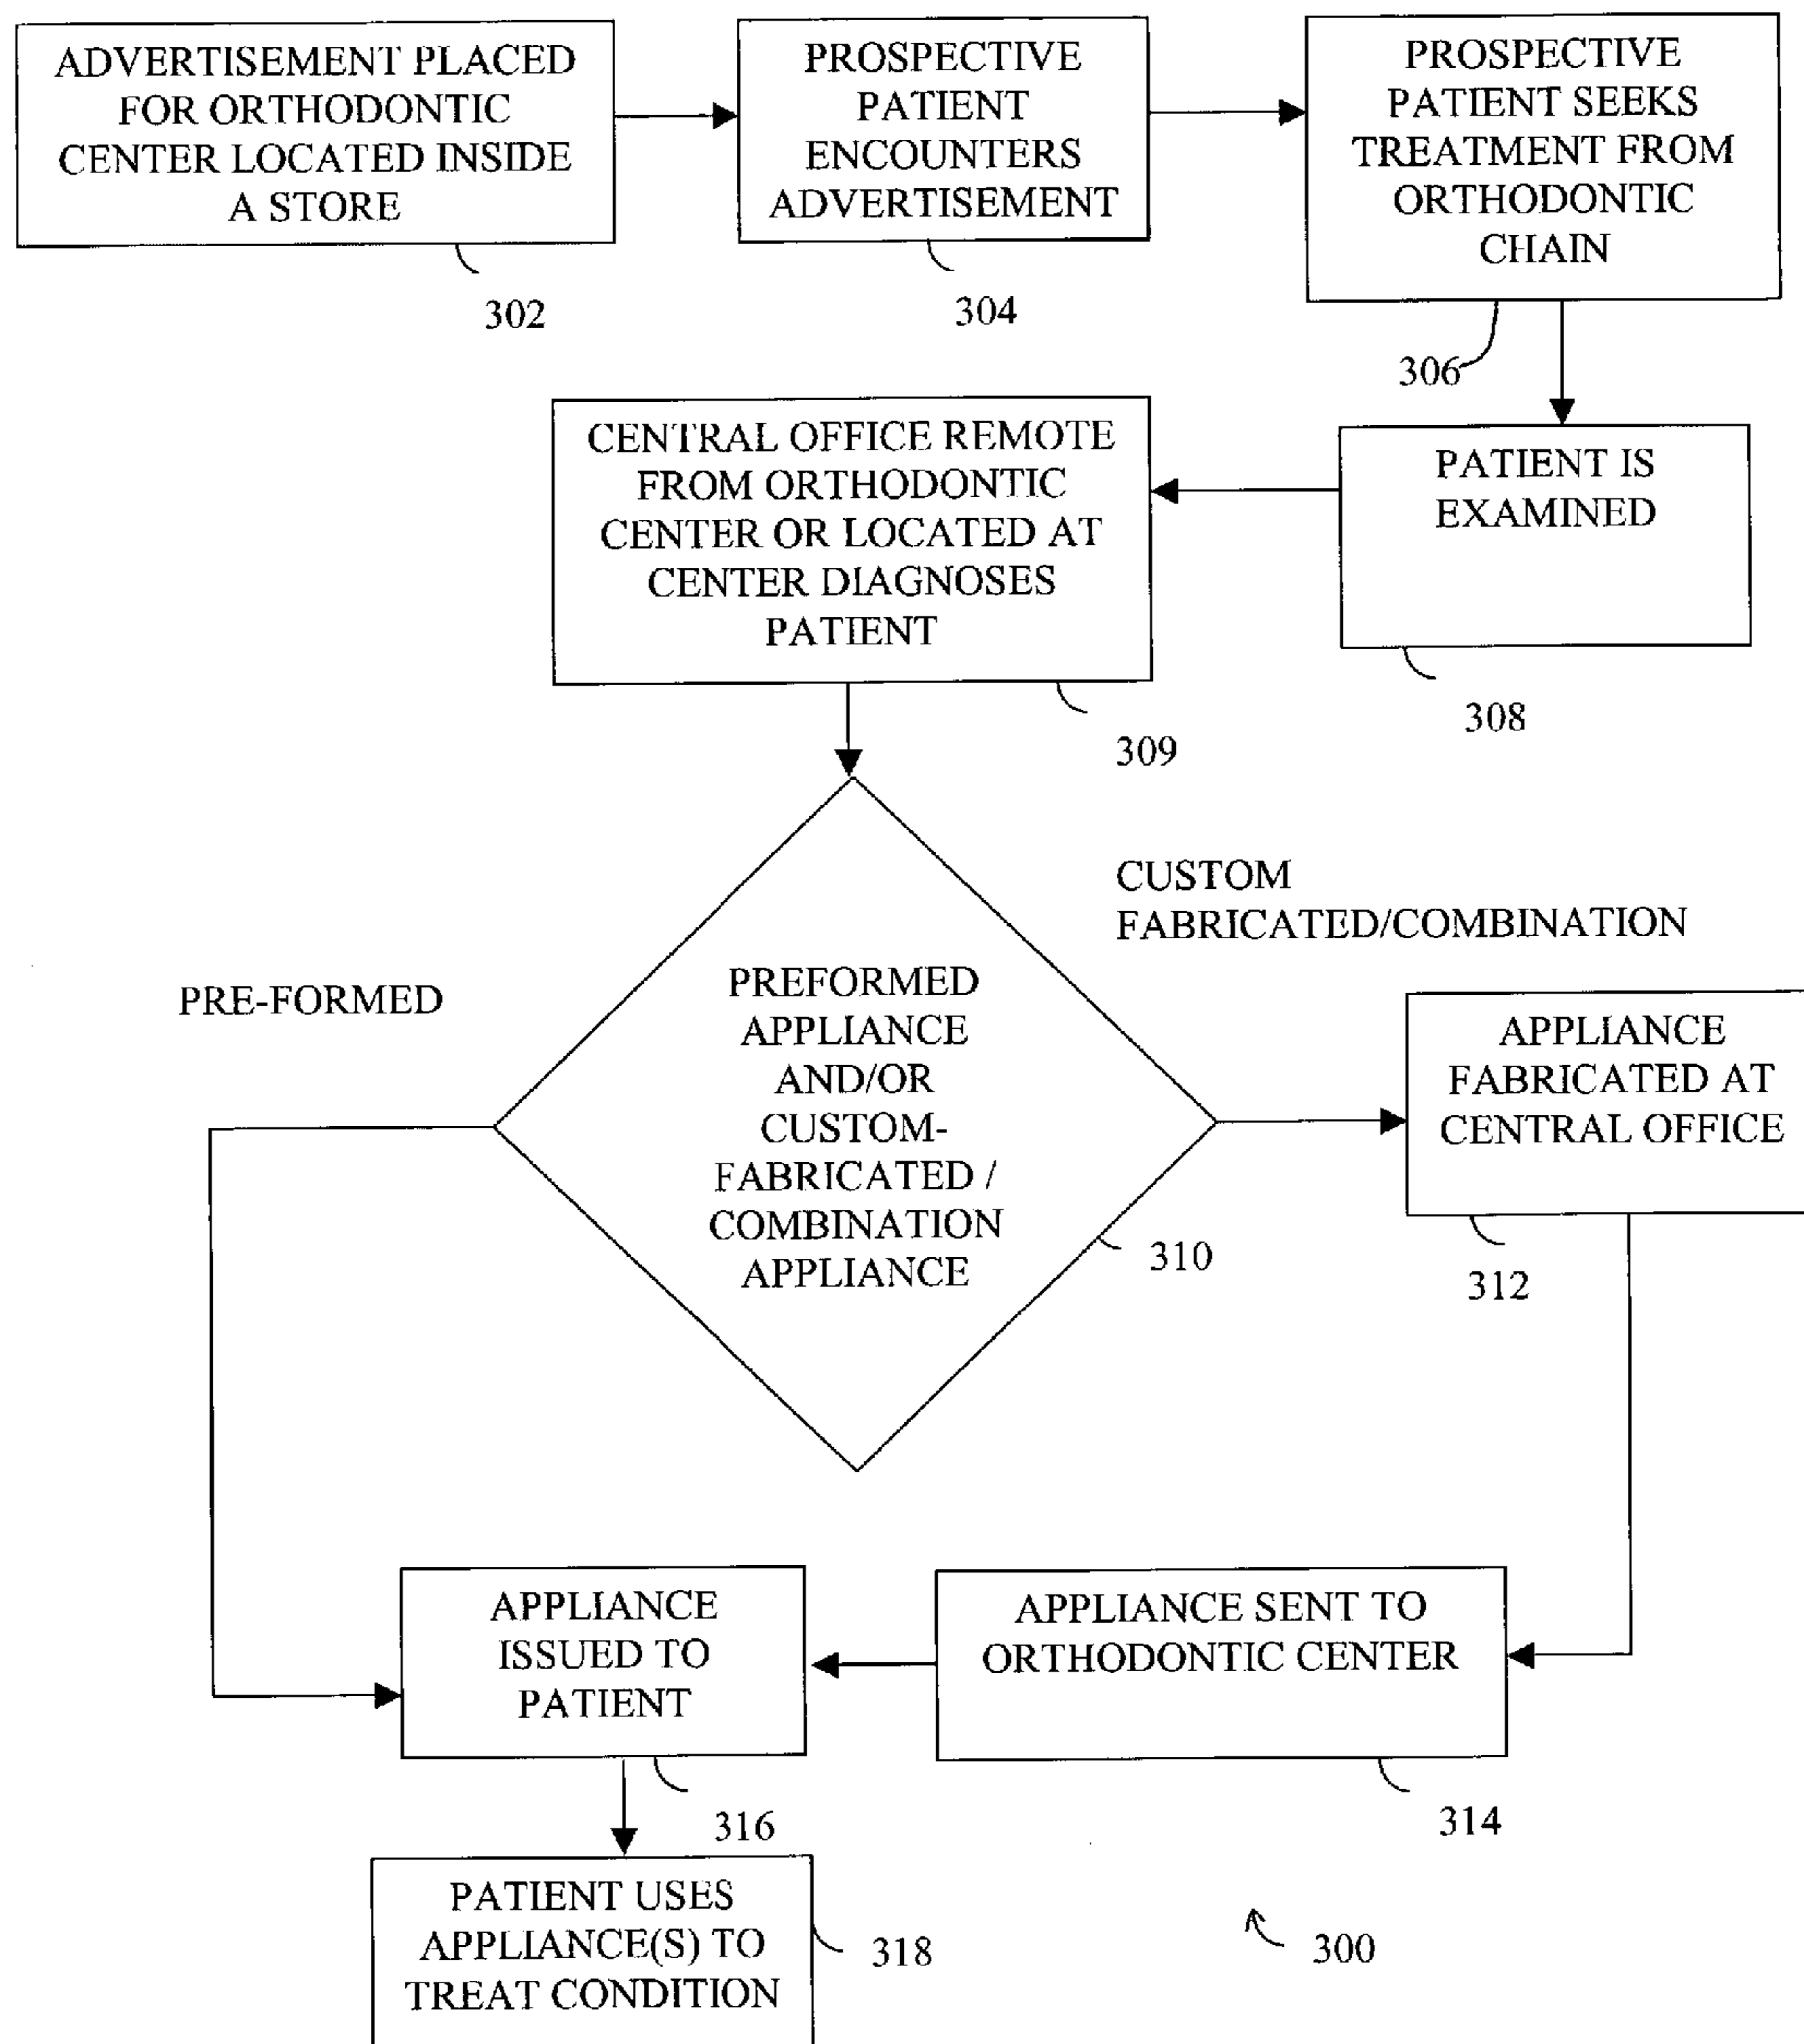 ADVERTISEMENT PLACED
FOR ORTHODONTIC
CENTER LOCATED INSIDE
A STORE
302
PROSPECTIVE
PATIENT
ENCOUNTERS
ADVERTISEMENT
304
PROSPECTIVE
PATIENT SEEKS
TREATMENT FROM
ORTHODONTIC
CHAIN
306
PATIENT IS
EXAMINED
308
CENTRAL OFFICE REMOTE
FROM ORTHODONTIC
CENTER OR LOCATED AT
CENTER DIAGNOSES
PATIENT
309
PREFORMED
APPLIANCE
AND/OR
CUSTOM-
FABRICATED /
COMBINATION
APPLIANCE
310
PRE-FORMED
CUSTOM
FABRICATED/COMBINATION
APPLIANCE
FABRICATED AT
CENTRAL OFFICE
312
APPLIANCE SENT TO
ORTHODONTIC CENTER
314
APPLIANCE
ISSUED TO
PATIENT
316
PATIENT USES
APPLIANCE(S) TO
TREAT CONDITION
318
300